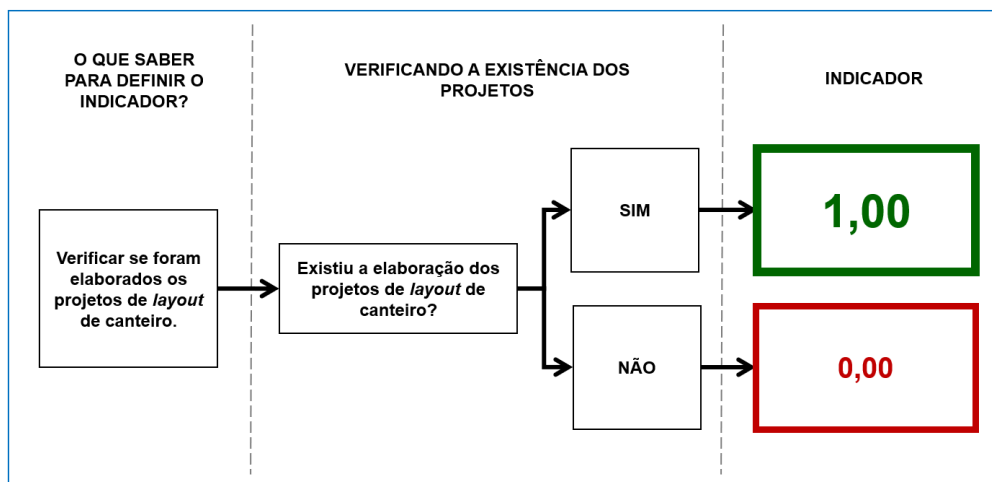 O QUE SABER
PARA DEFINIR O
INDICADOR?
VERIFICANDO A EXISTÊNCIA DOS
PROJETOS
INDICADOR
Verificar se foram
elaborados os
projetos de layout
de canteiro.
Existiu a elaboração dos
projetos de layout de
canteiro?
SIM
1,00
NÃO
0,00